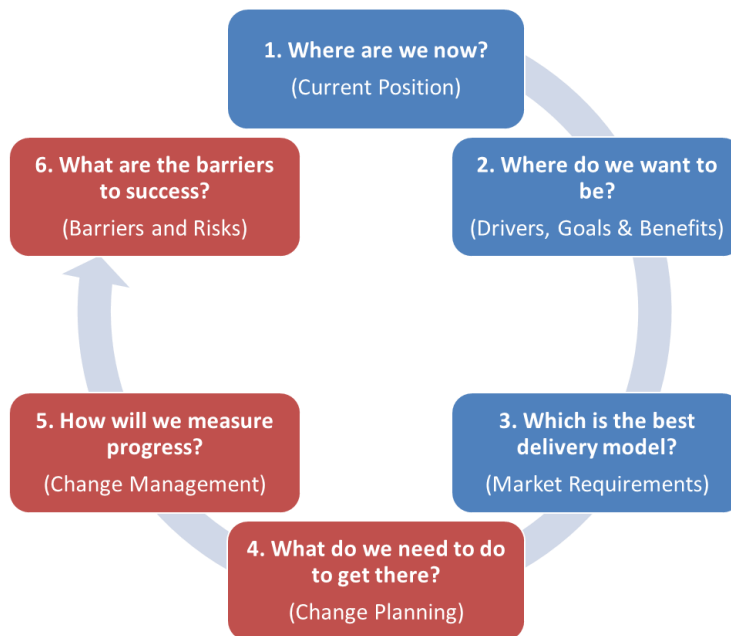 1. Where are we now?
(Current Position)
2. Where do we want to
be?
(Drivers, Goals & Benefits)
3. Which is the best
delivery model?
(Market Requirements)
4. What do we need to do
to get there?
(Change Planning)
5. How will we measure
progress?
(Change Management)
6. What are the barriers
to success?
(Barriers and Risks)